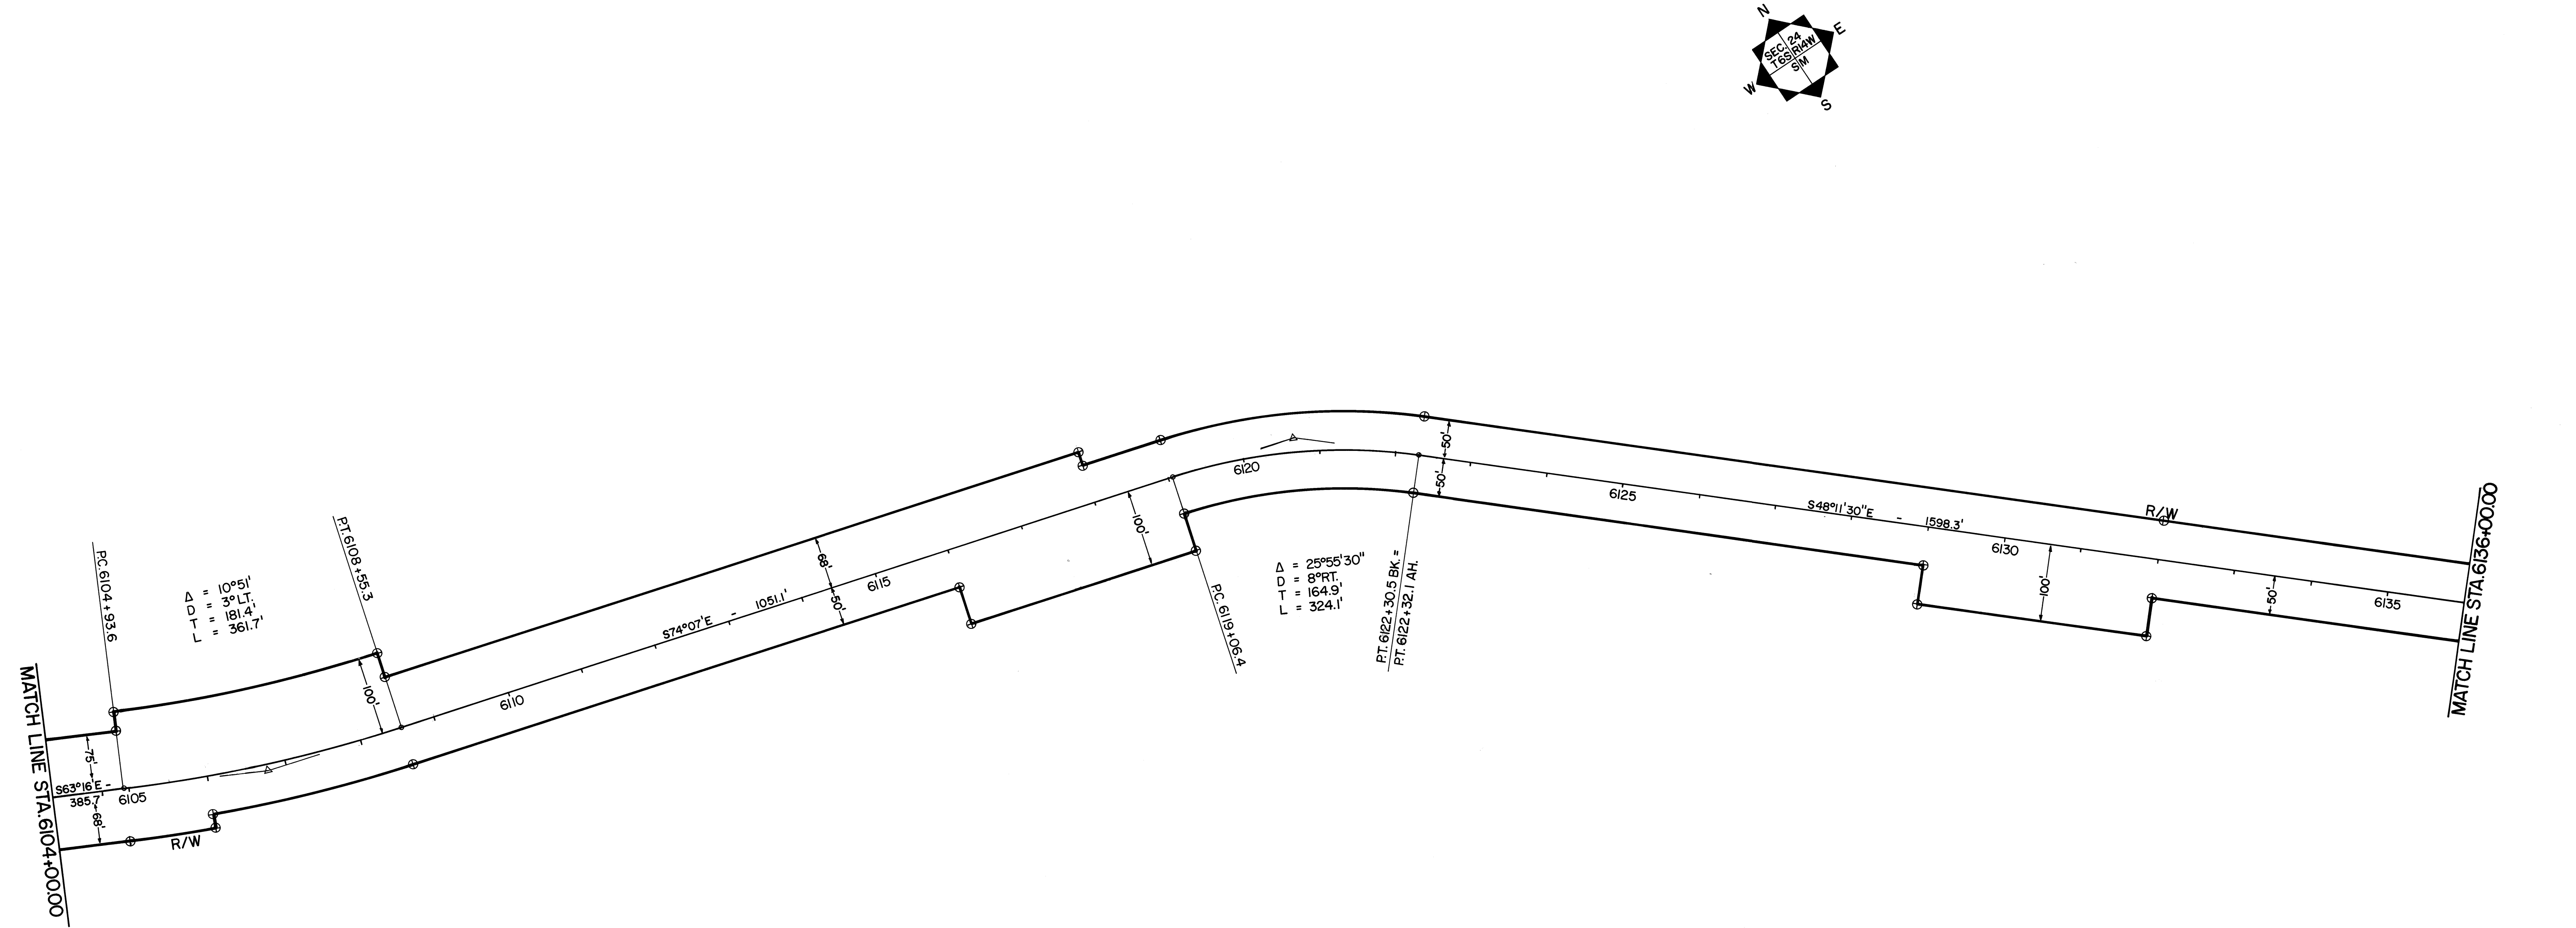 N
E
SEC. 24
T6S R14W
SM
W
S
P.C. 6104+93.6
Δ = 10°51'
D = 3°LT.
T = 181.4'
L = 361.7'
P.T. 6108+55.3
MATCH LINE STA.6104+00.00
75'
S63°16'E -
385.7'
68'
6105
R/W
100'
6110
S74°07'E - 1051.1'
68'
50'
6115
100'
P.C. 6119+06.4
6120
Δ = 25°55'30"
D = 8°RT.
T = 164.9'
L = 324.1'
P.T. 6122+30.5 BK. =
P.T. 6122+32.1 AH.
50'
50'
6125
S48°11'30"E - 1598.3'
6130
100'
R/W
50'
6135
MATCH LINE STA.6136+00.00